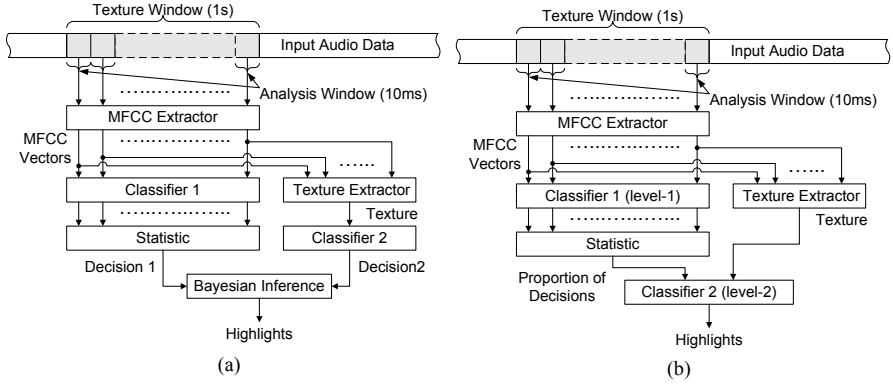 Texture Window (1s)
Input Audio Data
Analysis Window (10ms)
MFCC Extractor
MFCC
Vectors
Classifier 1
Texture Extractor
Texture
Statistic
Classifier 2
Decision 1
Decision2
Bayesian Inference
Highlights
(a)
Texture Window (1s)
Input Audio Data
Analysis Window (10ms)
MFCC Extractor
MFCC
Vectors
Classifier 1 (level-1)
Texture Extractor
Texture
Statistic
Proportion of
Decisions
Classifier 2 (level-2)
Highlights
(b)